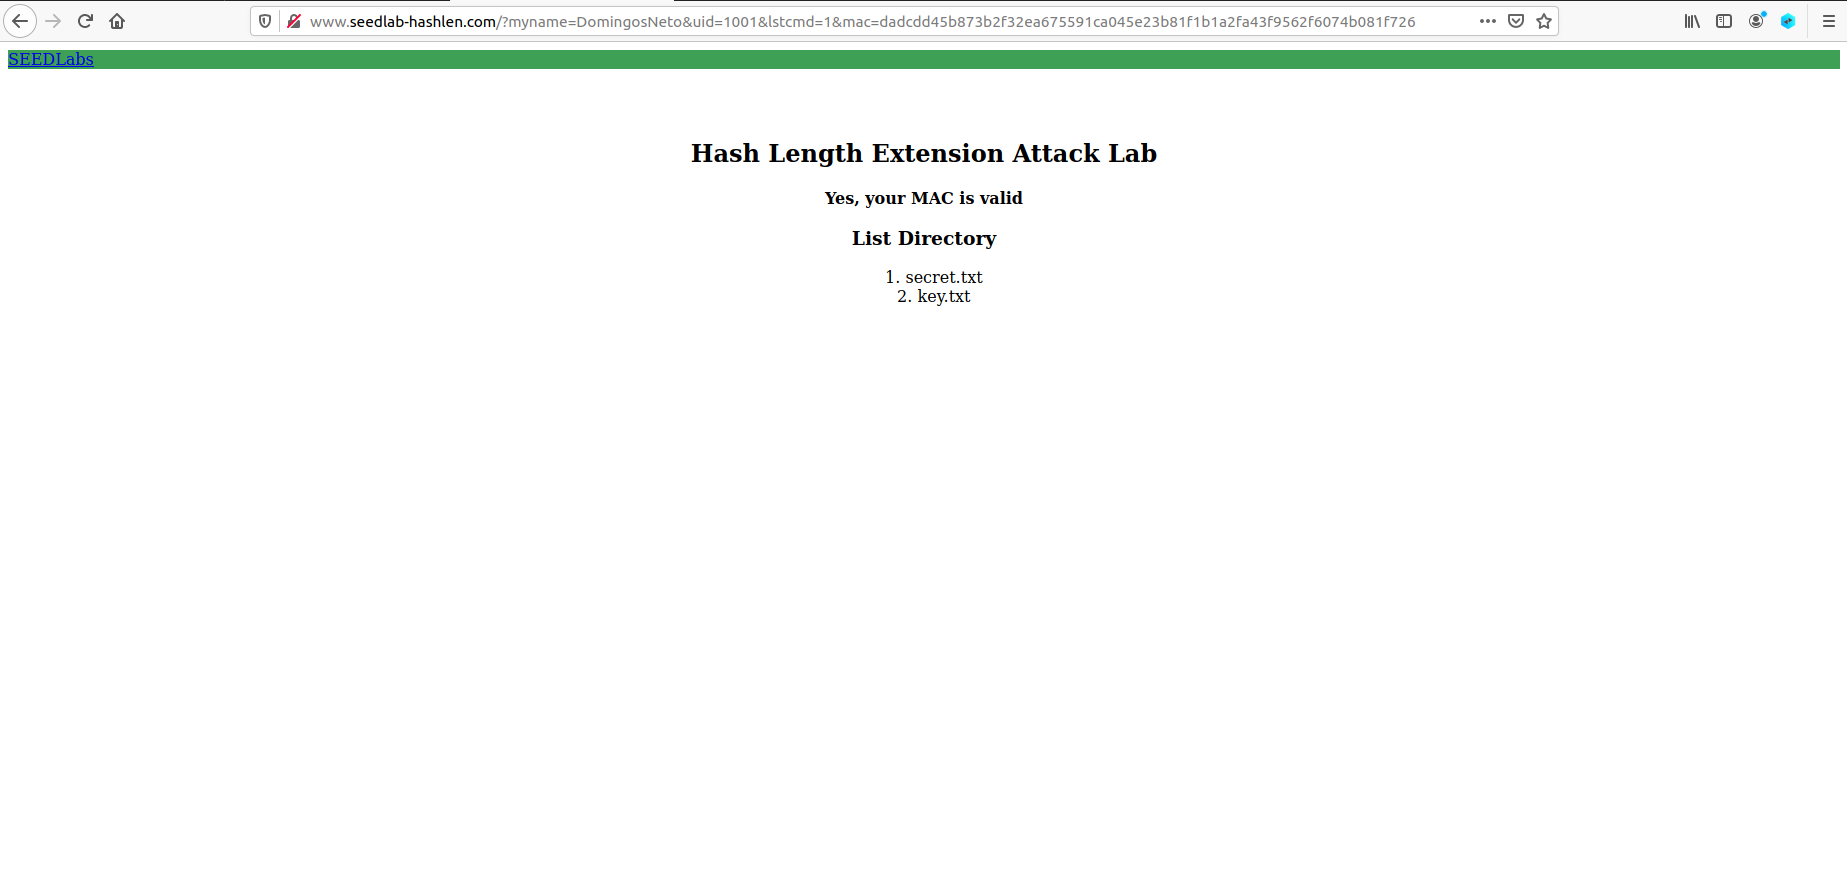 www.seedlab-hashlen.com/?myname=DomingosNeto&uid=1001&lstcmd=1&mac=dadcdd45b873b2f32ea675591ca045e23b81f1b1a2fa43f9562f6074b081f726
SEEDLabs
Hash Length Extension Attack Lab
Yes, your MAC is valid
List Directory
1. secret.txt
2. key.txt